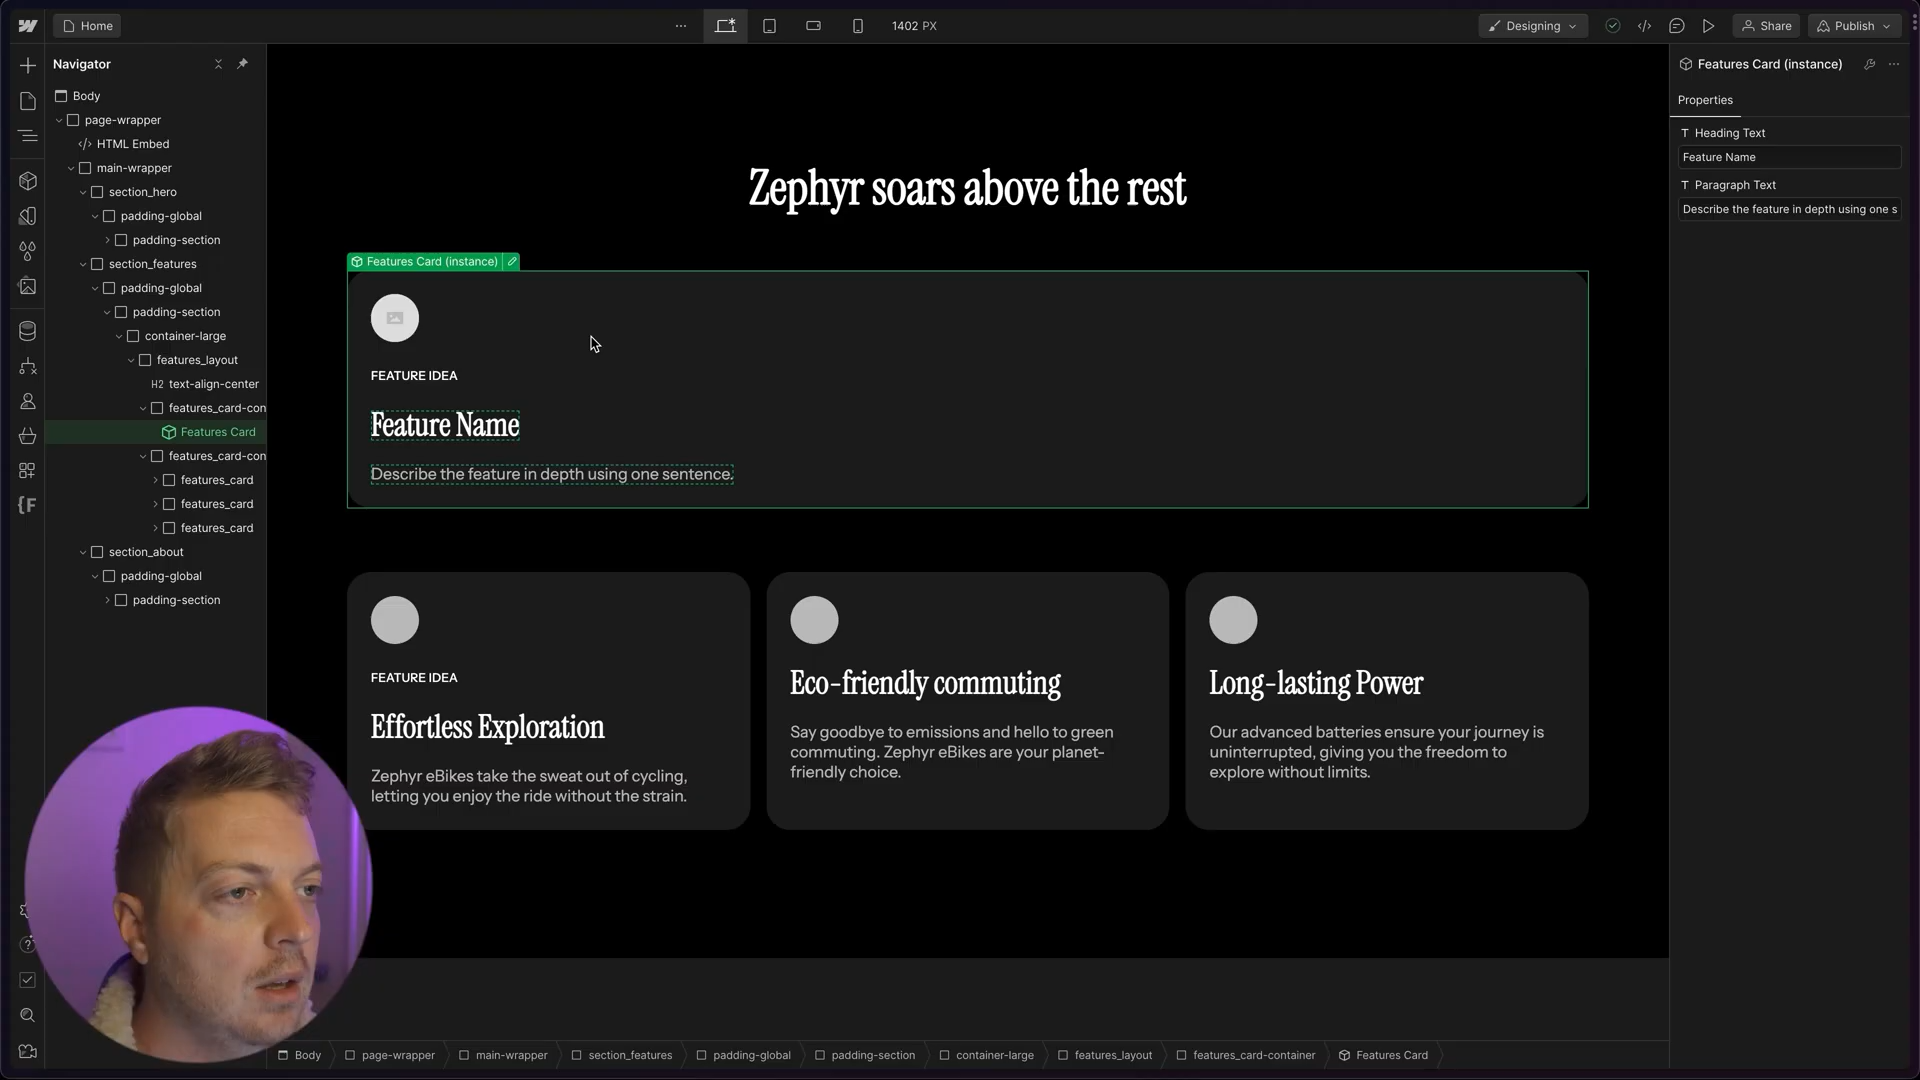 Home
1402 PX
Designing
Share
Publish
Navigator
Body
page-wrapper
HTML Embed
main-wrapper
section_hero
padding-global
padding-section
section_features
padding-global
padding-section
container-large
features_layout
H2 text-align-center
features_card-con
Features Card
features_card-con
features_card
features_card
features_card
section_about
padding-global
padding-section
Zephyr soars above the rest
Features Card (instance)
FEATURE IDEA
Feature Name
Describe the feature in depth using one sentence.
FEATURE IDEA
Effortless Exploration
Zephyr eBikes take the sweat out of cycling,
letting you enjoy the ride without the strain.
Eco-friendly commuting
Say goodbye to emissions and hello to green
commuting. Zephyr eBikes are your planet-
friendly choice.
Long-lasting Power
Our advanced batteries ensure your journey is
uninterrupted, giving you the freedom to
explore without limits.
Features Card (instance)
Properties
Heading Text
Feature Name
Paragraph Text
Describe the feature in depth using one s
Body
page-wrapper
main-wrapper
section_features
padding-global
padding-section
container-large
features_layout
features_card-container
Features Card